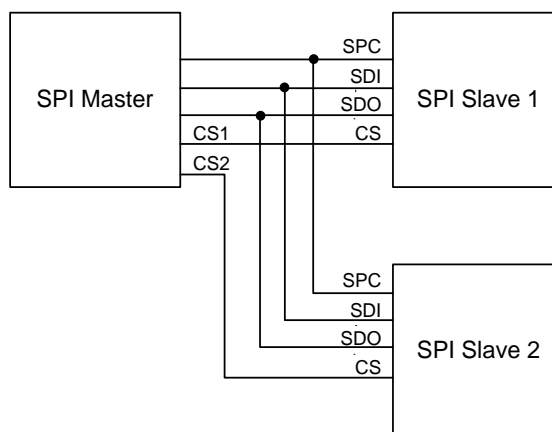 SPI Master
CS1
CS2
SPC
SDI
SDO
CS
SPI Slave 1
SPC
SDI
SDO
CS
SPI Slave 2